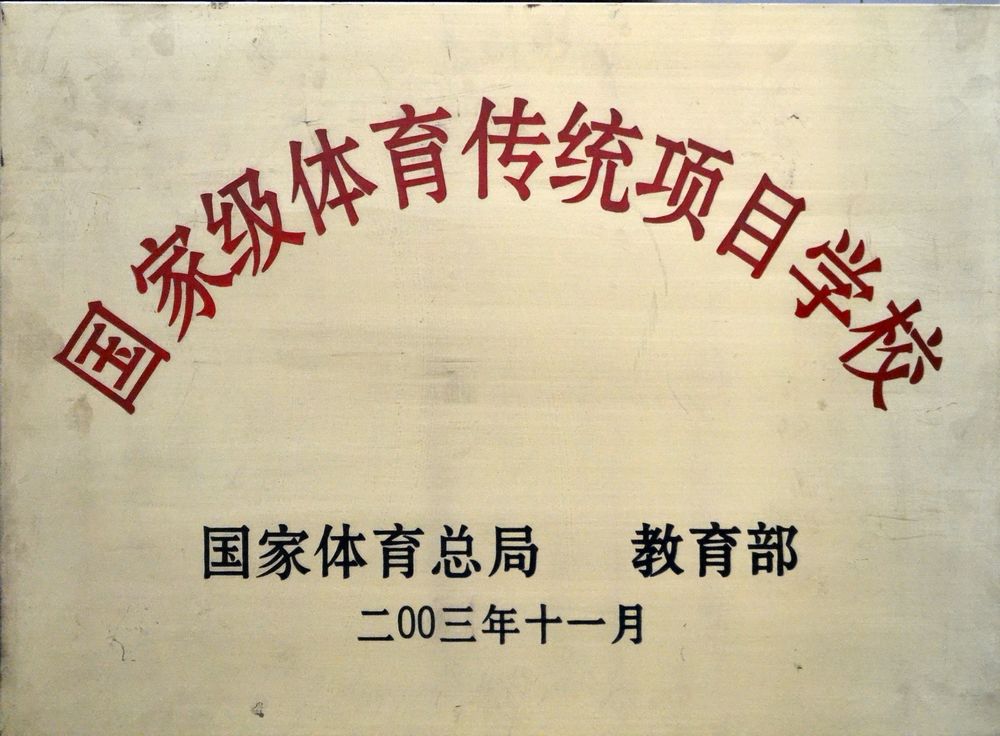 国家级体育传统项目学校
国家体育总局 教育部
二00三年十一月